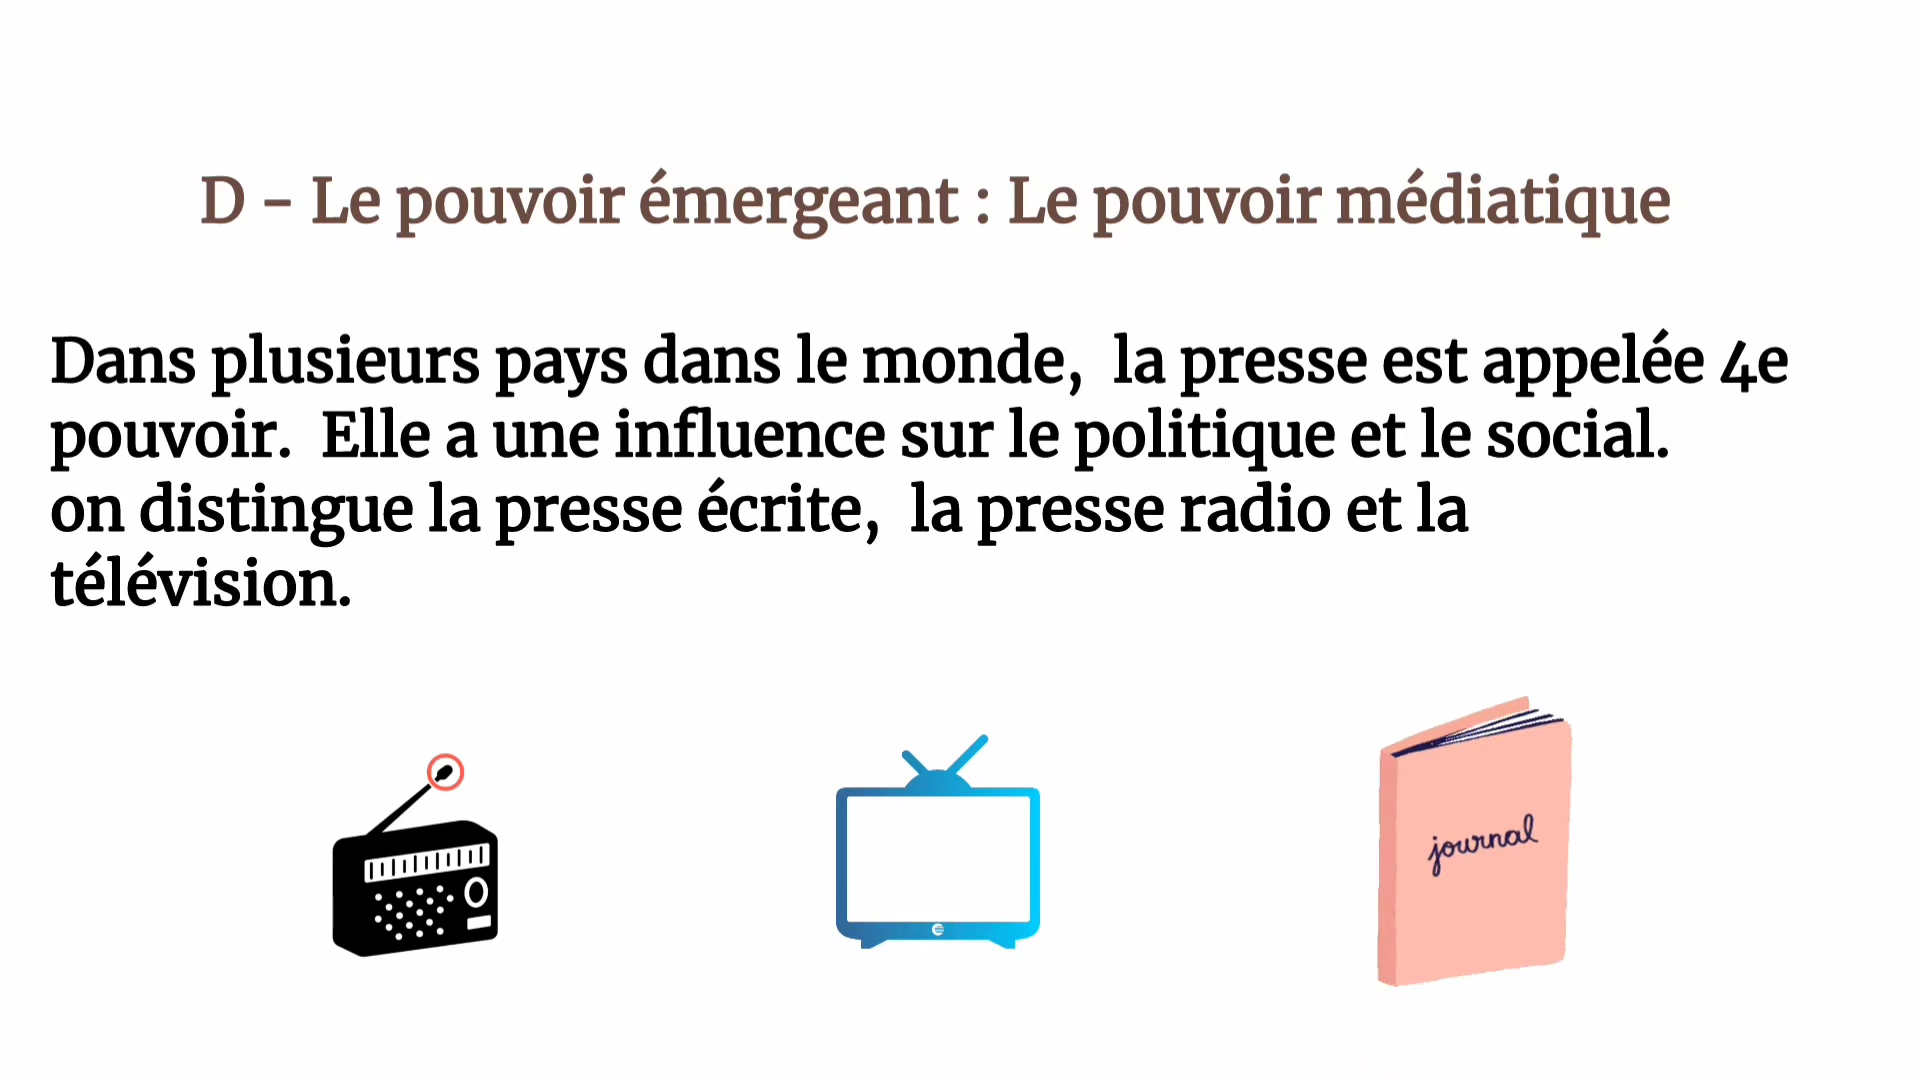 D - Le pouvoir émergeant : Le pouvoir médiatique
Dans plusieurs pays dans le monde, la presse est appelée 4e
pouvoir. Elle a une influence sur le politique et le social.
on distingue la presse écrite, la presse radio et la
télévision.
journal